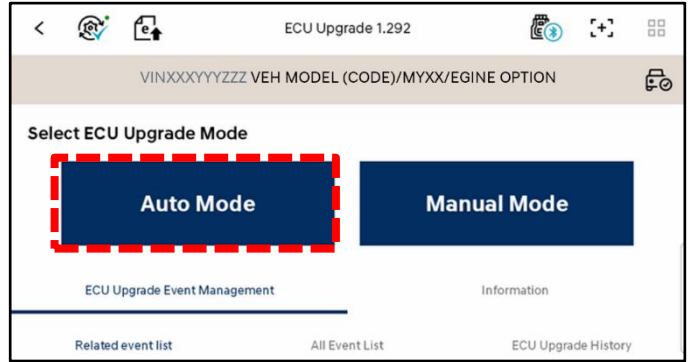 ECU Upgrade 1.292
VINXXXYYYZZZ VEH MODEL (CODE)/MYXX/EGINE OPTION
Select ECU Upgrade Mode
Auto Mode Manual Mode
ECU Upgrade Event Management Information
Related event list All Event List ECU Upgrade History